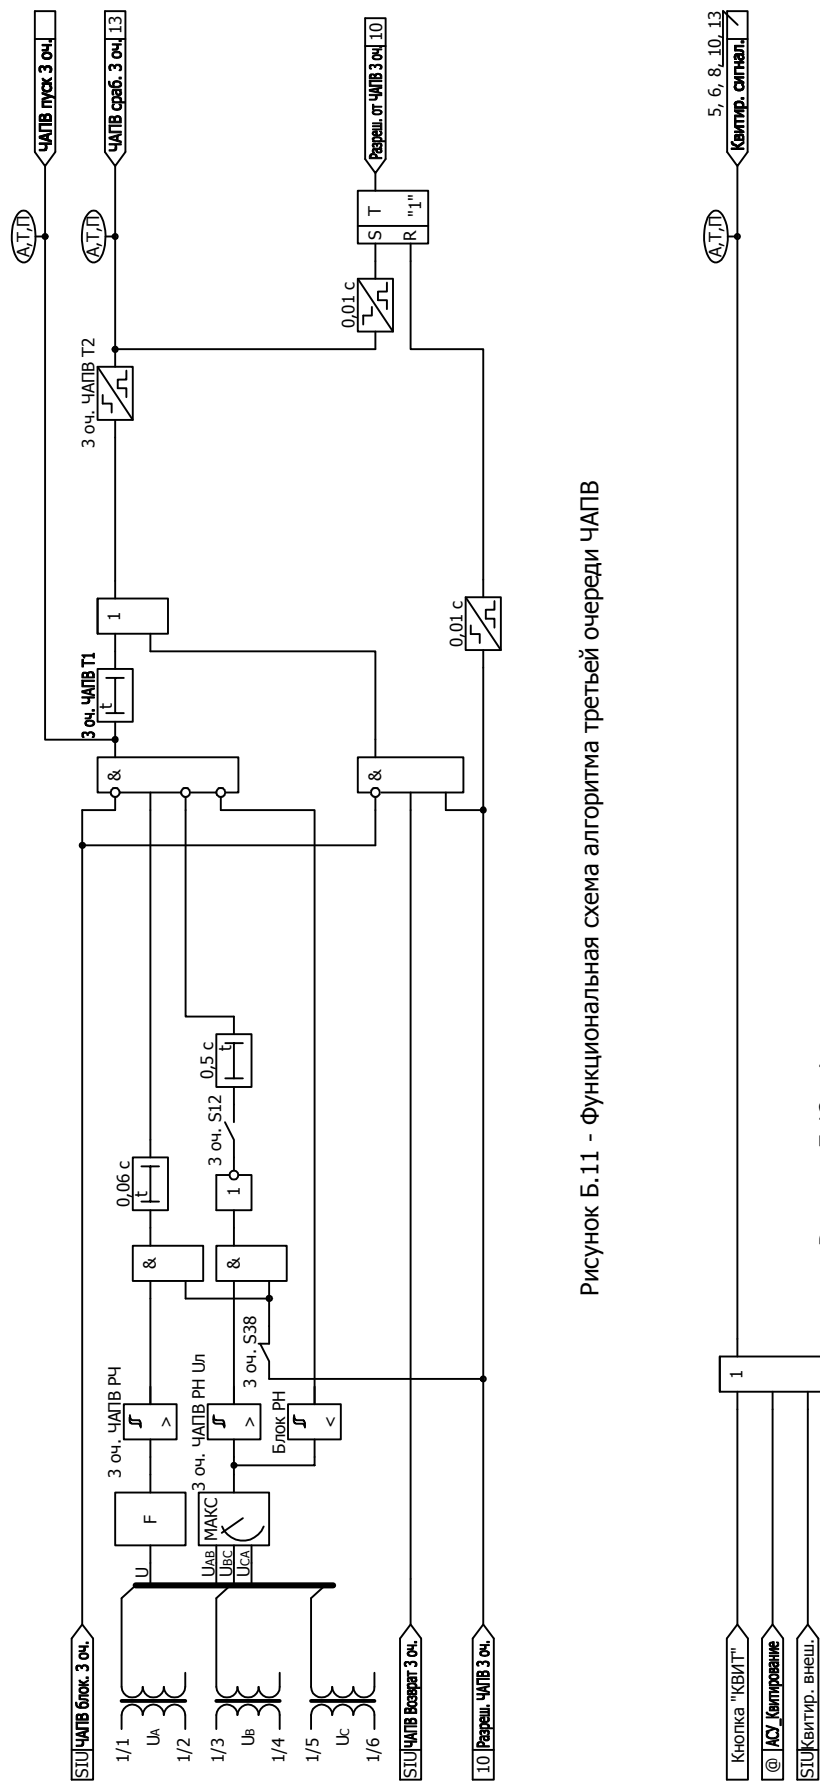 ЧАПВ пуск 3 оч.
ЧАПВ сраб. 3 оч. 13
Разреш. от ЧАПВ 3 оч. 10
А,Т,П
А,Т,П
S T
R "1"
0,01 с
3 оч. ЧАПВ Т2
1
3 оч. ЧАПВ Т1
t
&
&
0,01 с
0,5 с
t
3 оч. S12
0,06 с
t
1
&
&
3 оч. S38
3 оч. ЧАПВ РЧ
>
3 оч. ЧАПВ РН Uл
>
Блок РН
<
F
МАКС
U
UAB
UBC
UCA
SIU ЧАПВ блок. 3 оч.
1/1
UA
1/2
1/3
UB
1/4
1/5
UC
1/6
SIU ЧАПВ Возврат 3 оч.
10 Разреш. ЧАПВ 3 оч.
Рисунок Б.11 - Функциональная схема алгоритма третьей очереди ЧАПВ
5, 6, 8, 10, 13
Квитир. сигнал.
А,Т,П
1
Кнопка "КВИТ"
@ АСУ_Квитирование
SIU Квитир. внеш.